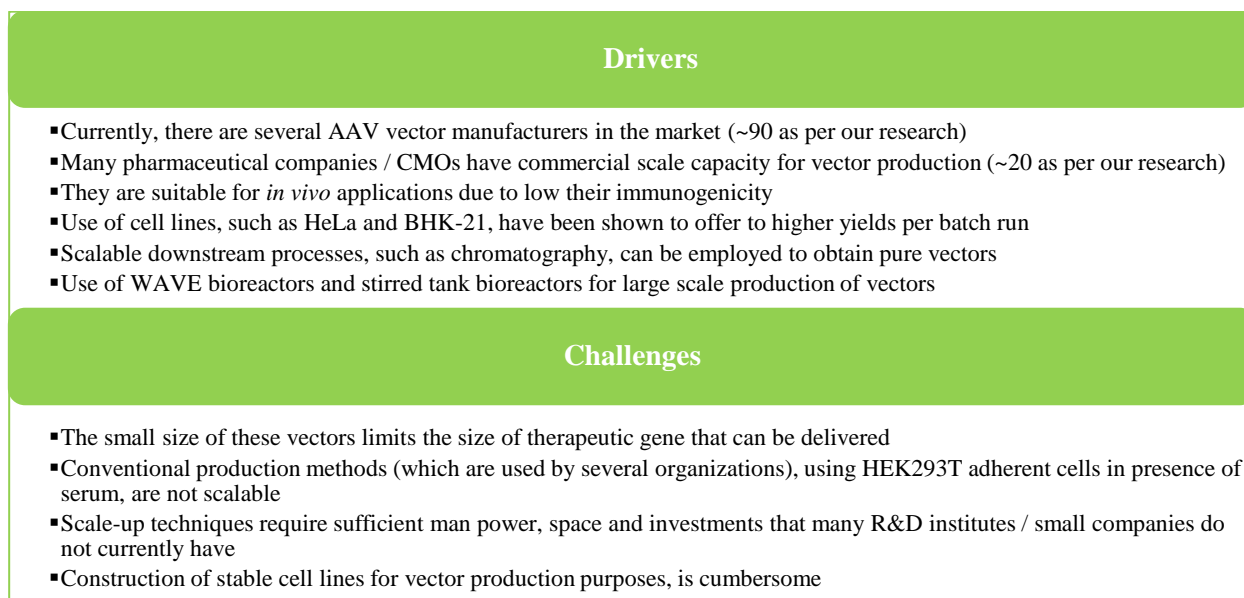 Drivers
▪Currently, there are several AAV vector manufacturers in the market (~90 as per our research)
▪Many pharmaceutical companies / CMOs have commercial scale capacity for vector production (~20 as per our research)
▪They are suitable for in vivo applications due to low their immunogenicity
▪Use of cell lines, such as HeLa and BHK-21, have been shown to offer to higher yields per batch run
▪Scalable downstream processes, such as chromatography, can be employed to obtain pure vectors
▪Use of WAVE bioreactors and stirred tank bioreactors for large scale production of vectors
Challenges
▪The small size of these vectors limits the size of therapeutic gene that can be delivered
▪Conventional production methods (which are used by several organizations), using HEK293T adherent cells in presence of
serum, are not scalable
▪Scale-up techniques require sufficient man power, space and investments that many R&D institutes / small companies do
not currently have
▪Construction of stable cell lines for vector production purposes, is cumbersome